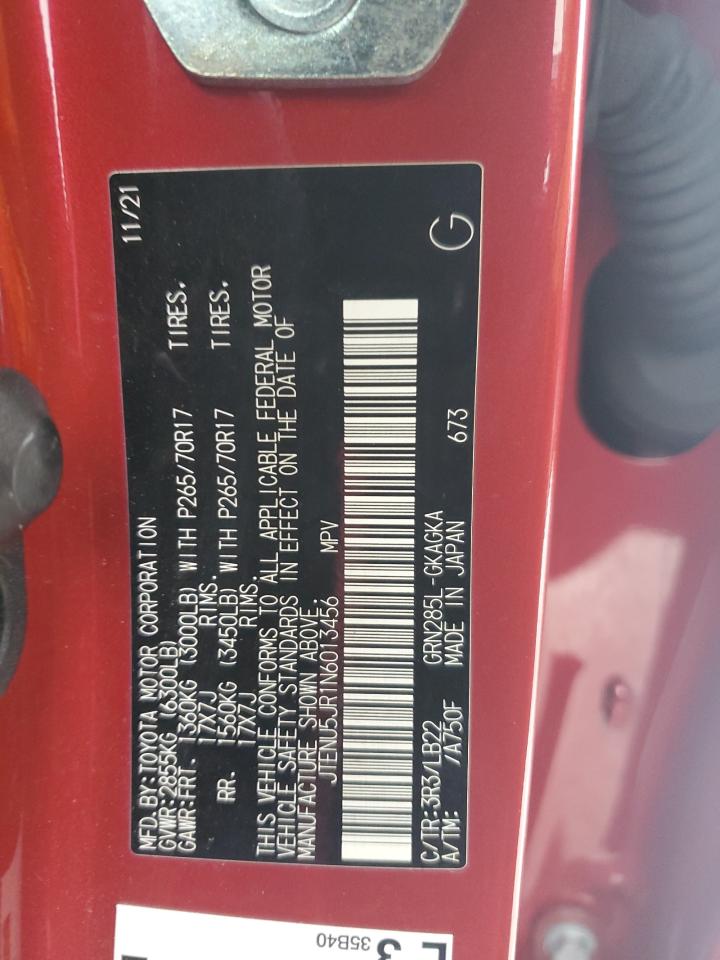 11/21
MFD. BY:TOYOTA MOTOR CORPORATION
GVWR:2855KG (6300LB)
GAWR:FRT. 1360KG (3000LB) WITH P265/70R17 TIRES.
17X7J RIMS.
RR. 1560KG (3450LB) WITH P265/70R17 TIRES.
17X7J RIMS.
THIS VEHICLE CONFORMS TO ALL APPLICABLE FEDERAL MOTOR
VEHICLE SAFETY STANDARDS IN EFFECT ON THE DATE OF
MANUFACTURE SHOWN ABOVE.
JTENU5JR1N6013456 MPV
C/TR:3R3/LB22 GRN285L-GKAGKA 673
A/TM: /A750F MADE IN JAPAN
G
35B40